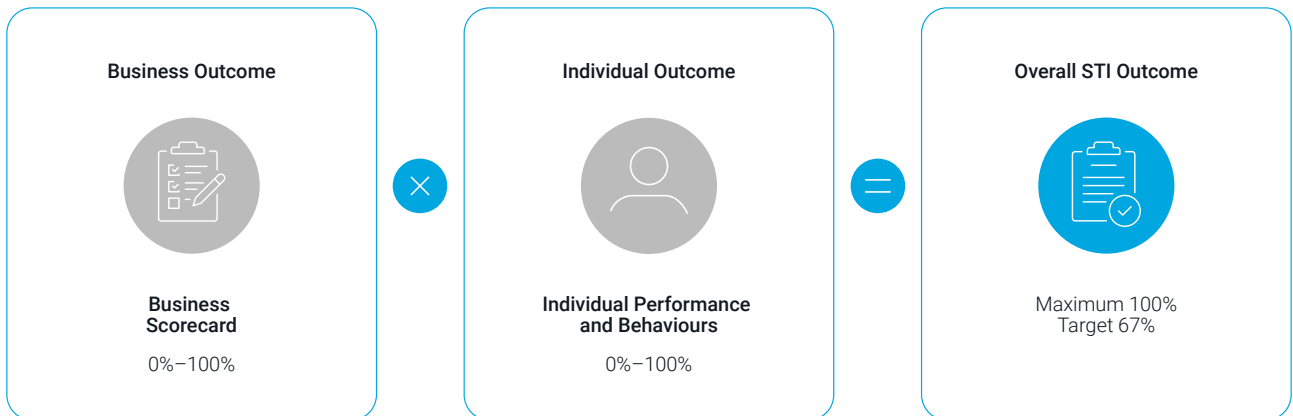 Business Outcome
Business
Scorecard
0%–100%
Individual Outcome
Individual Performance
and Behaviours
0%–100%
Overall STI Outcome
Maximum 100%
Target 67%